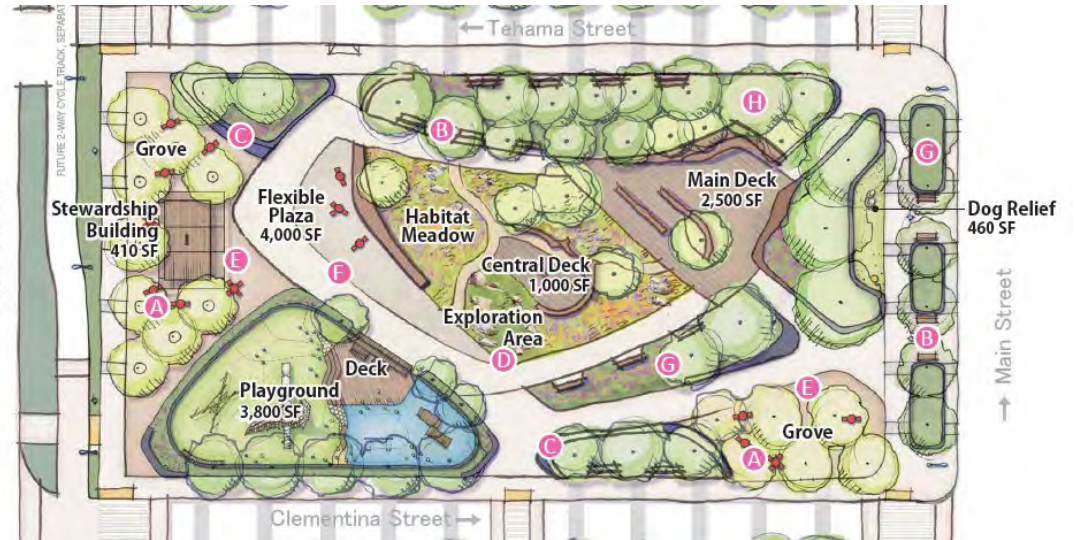 ← Tehama Street
FUTURE 2-WAY CYCLE TRACK, SEPARAT
H
B
C
Grove
G
Main Deck
2,500 SF
Flexible
Plaza
4,000 SF
Stewardship
Building
410 SF
Habitat
Meadow
Dog Relief
460 SF
E
Central Deck
1,000 SF
F
A
Exploration
Area
B
D
G
Main Street
→
Deck
Playground
3,800 SF
E
Grove
C
A
Clementina Street →